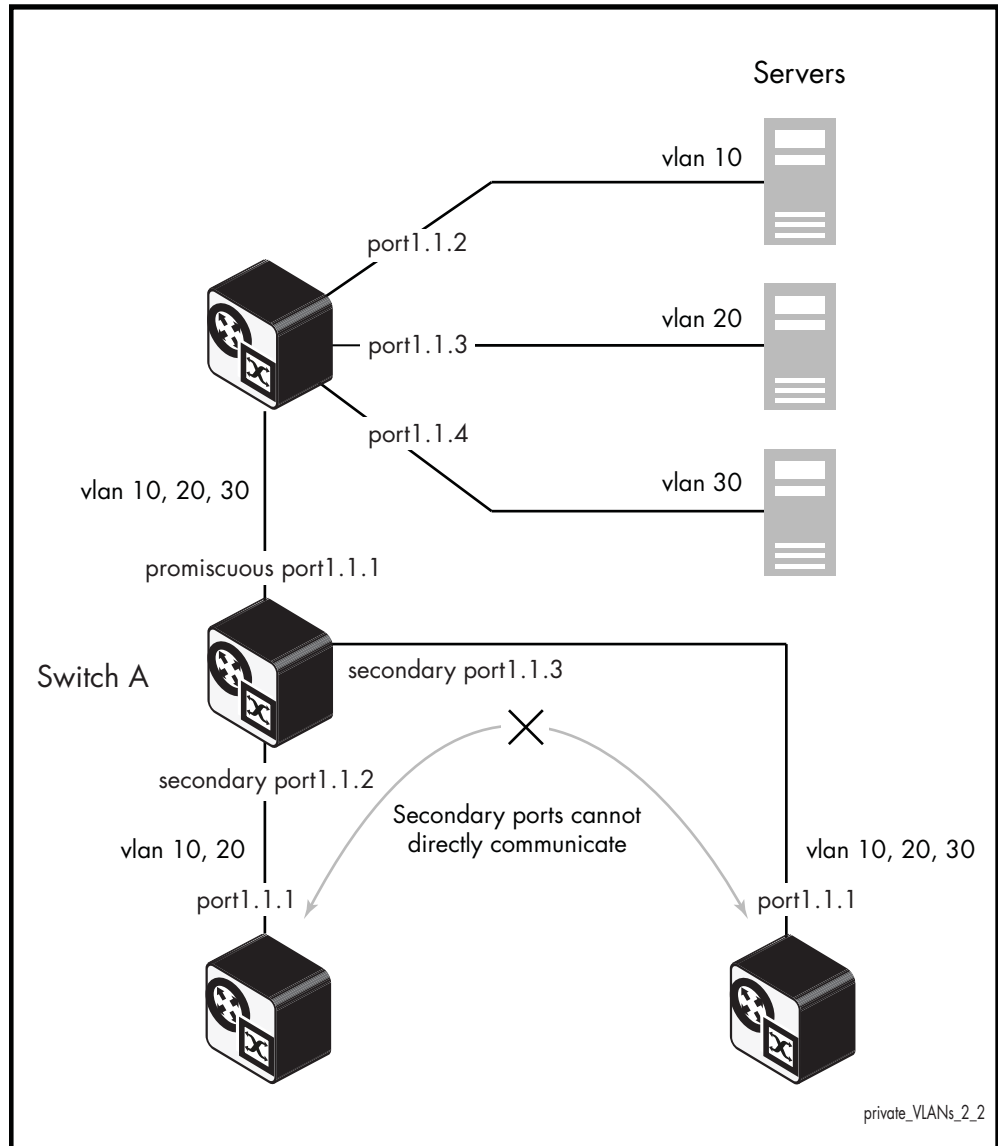 Servers
vlan 10
port1.1.2
vlan 20
port1.1.3
port1.1.4
vlan 30
vlan 10, 20, 30
promiscuous port1.1.1
Switch A
secondary port1.1.3
secondary port1.1.2
Secondary ports cannot
directly communicate
vlan 10, 20
vlan 10, 20, 30
port1.1.1
port1.1.1
private_VLANs_2_2